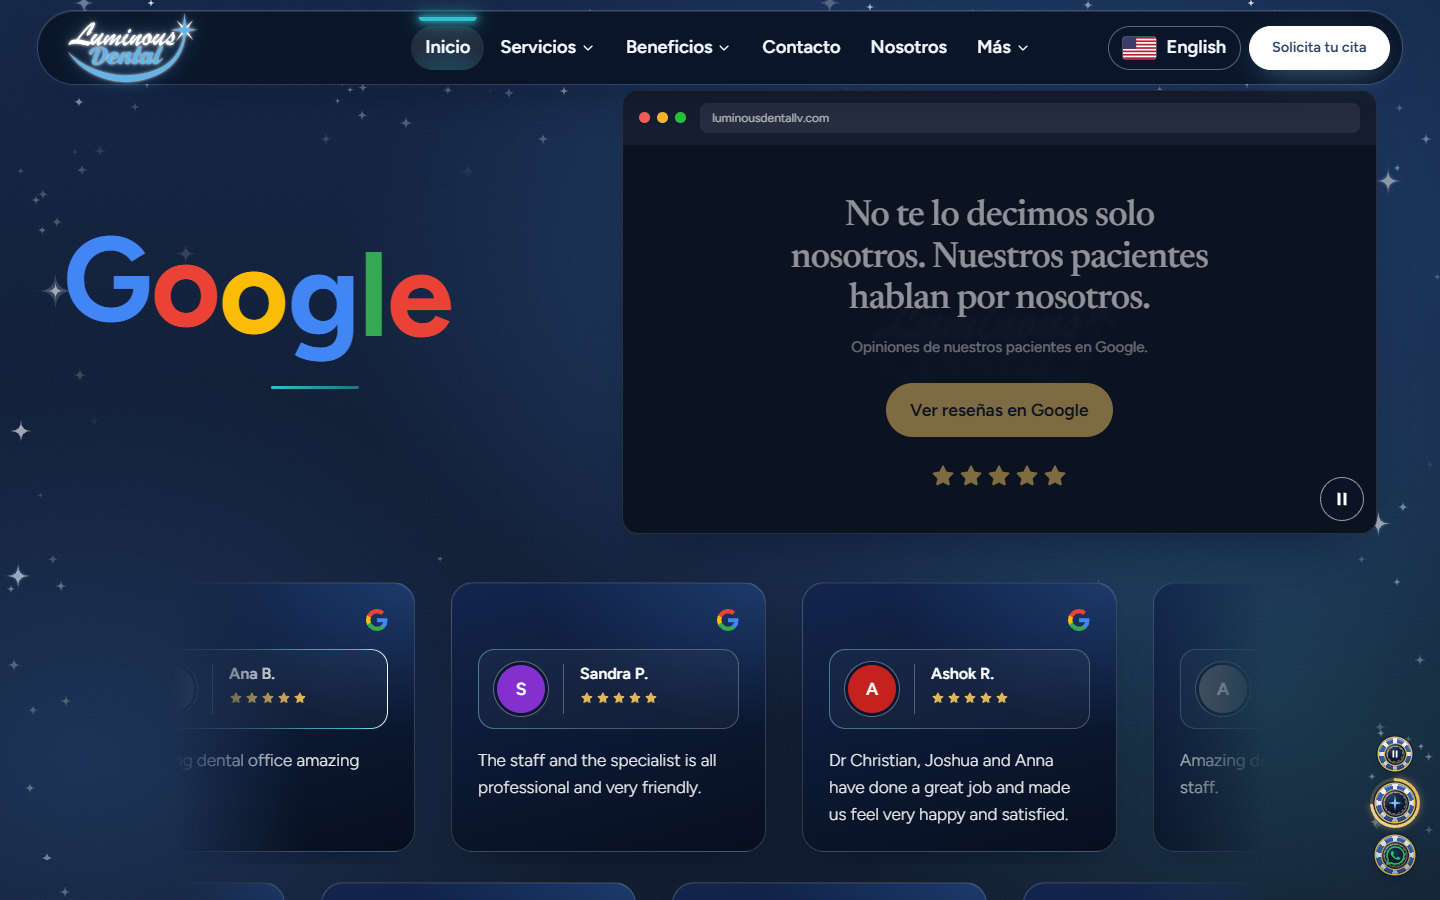 Luminous
Dental
Inicio
Servicios
Beneficios
Contacto
Nosotros
Más
English
Solicita tu cita
luminousdentallv.com
Google
No te lo decimos solo
nosotros. Nuestros pacientes
hablan por nosotros.
Opiniones de nuestros pacientes en Google.
Ver reseñas en Google
Ana B.
dental office amazing
S
Sandra P.
The staff and the specialist is all
professional and very friendly.
A
Ashok R.
Dr Christian, Joshua and Anna
have done a great job and made
us feel very happy and satisfied.
A
Amazing
staff.